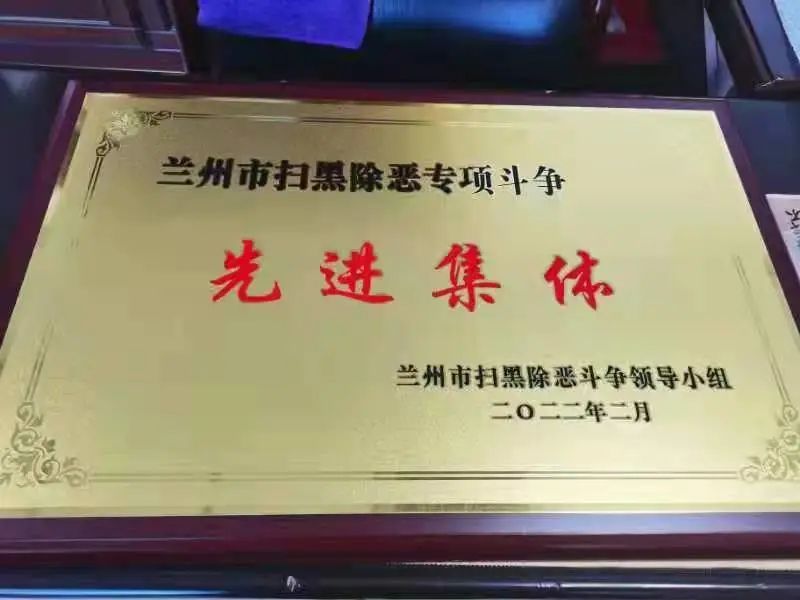 兰州市扫黑除恶专项斗争
先进集体
兰州市扫黑除恶斗争领导小组
二〇二二年二月